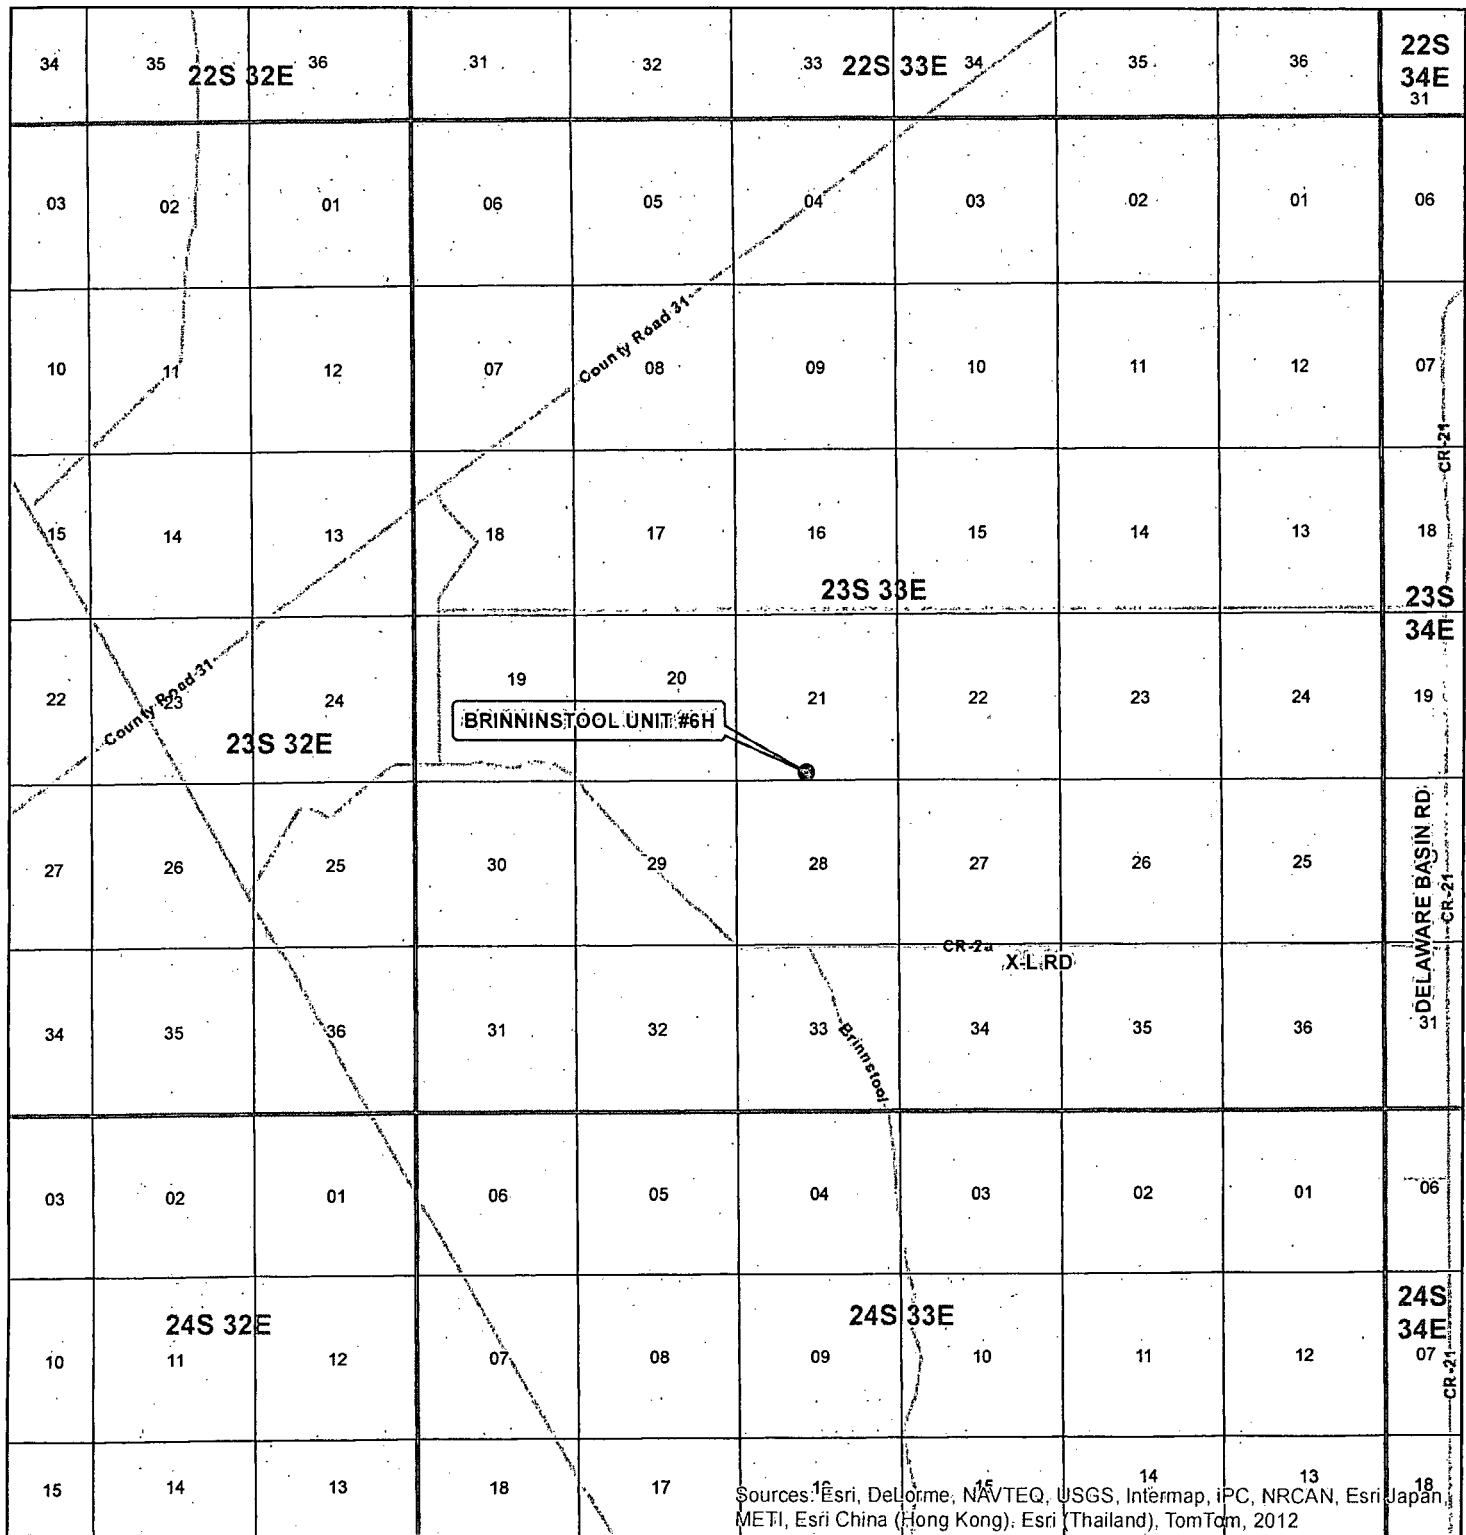 34 35 36 31 32 33 34 35 36
22S 32E
22S 33E
22S
34E
31
03 02 01 06 05 04 03 02 01 06
County Road 31
10 11 12 07 08 09 10 11 12 07
CR-21
15 14 13 18 17 16 15 14 13 18
23S 33E
23S
34E
22 23 24 19 20 21 22 23 24 19
County Road 31
BRINNINSTOOL UNIT #6H
23S 32E
27 26 25 30 29 28 27 26 25
DELAWARE BASIN RD
CR-21
CR-2a
X-L RD
34 35 36 31 32 33 34 35 36 31
Brinnstool
03 02 01 06 05 04 03 02 01 06
24S 32E
24S 33E
24S
34E
10 11 12 07 08 09 10 11 12 07
CR-21
15 14 13 18 17 16 15 14 13 18
Sources: Esri, DeLorme, NAVTEQ, USGS, Intermap, iPC, NRCAN, Esri Japan,
METI, Esri China (Hong Kong), Esri (Thailand), TomTom, 2012